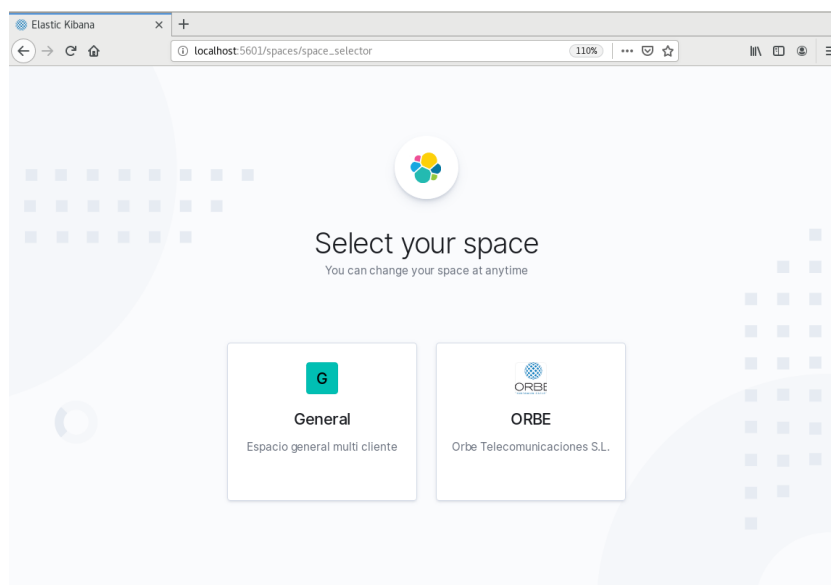 Elastic Kibana
localhost:5601/spaces/space_selector
110%
Select your space
You can change your space at anytime
G
General
Espacio general multi cliente
ORBE
ORBE
Orbe Telecomunicaciones S.L.